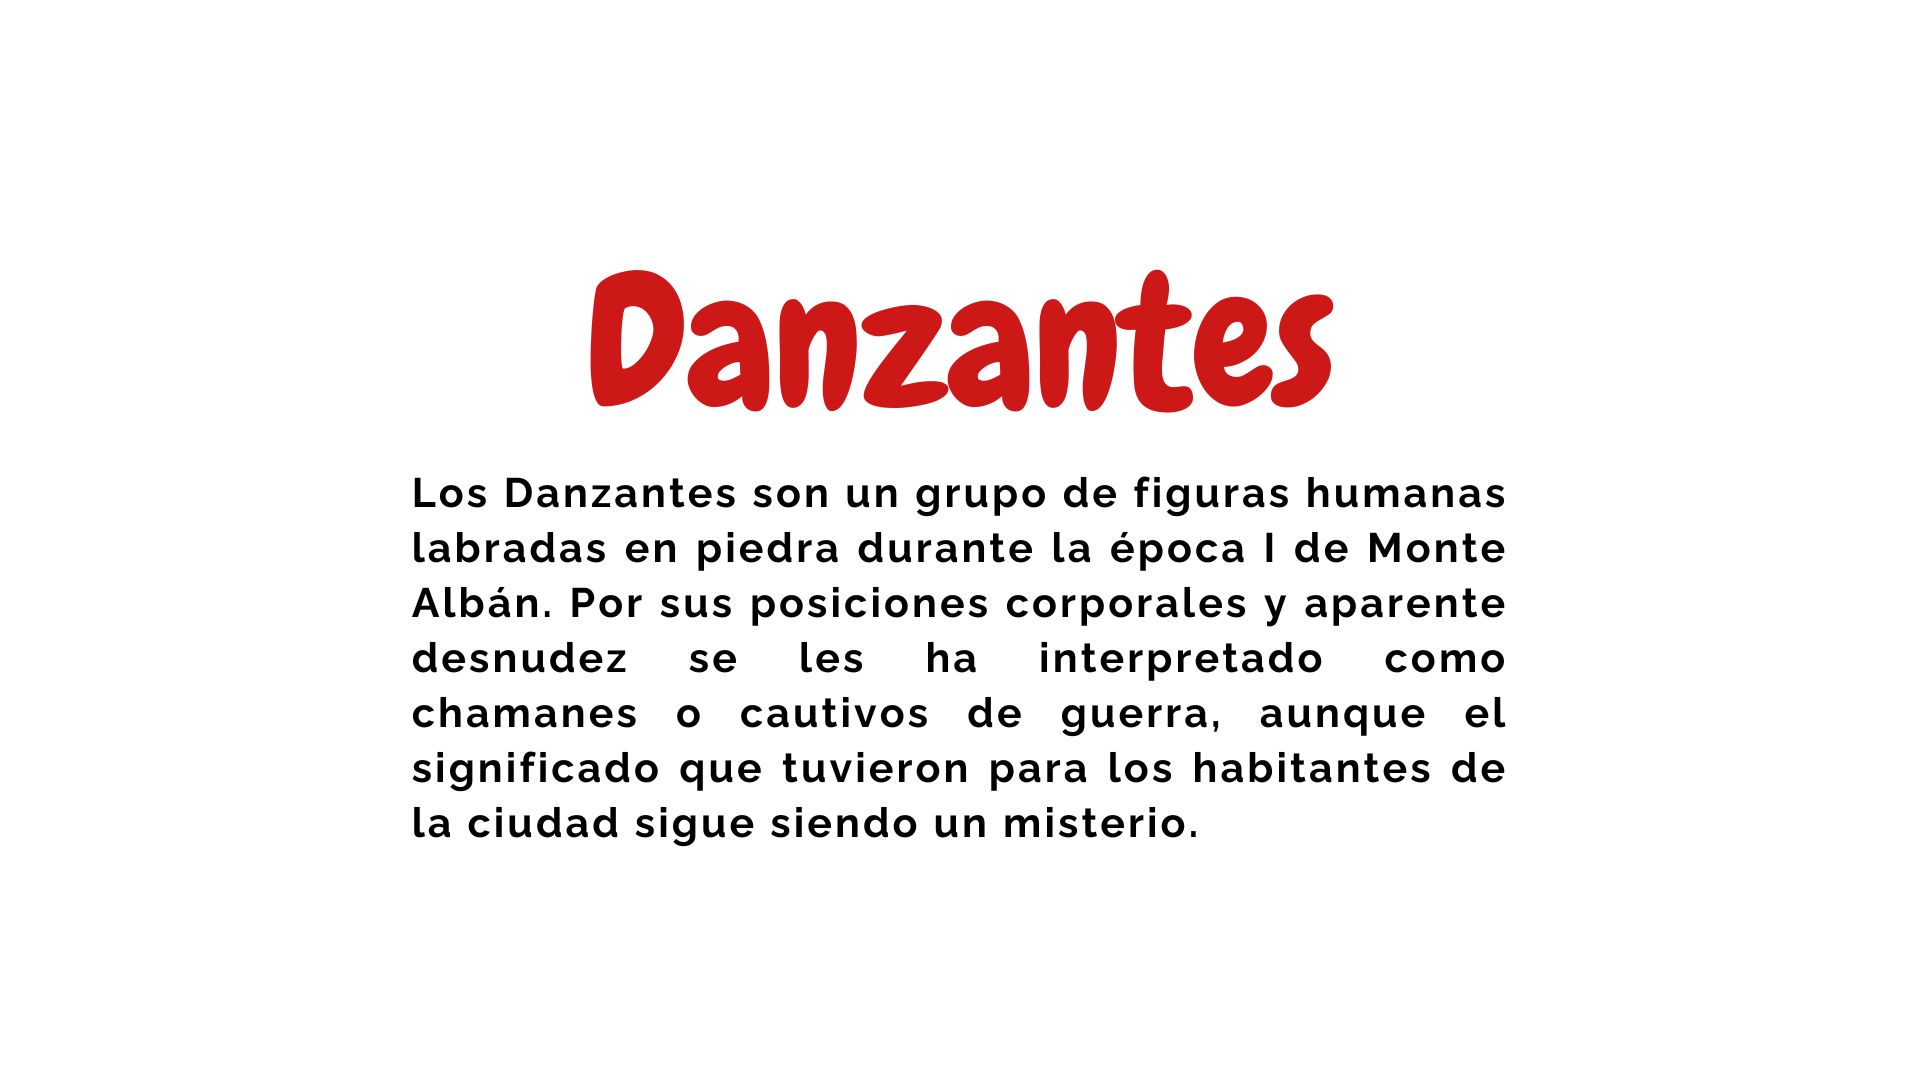 Danzantes
Los Danzantes son un grupo de figuras humanas
labradas en piedra durante la época I de Monte
Albán. Por sus posiciones corporales y aparente
desnudez se les ha interpretado como
chamanes o cautivos de guerra, aunque el
significado que tuvieron para los habitantes de
la ciudad sigue siendo un misterio.